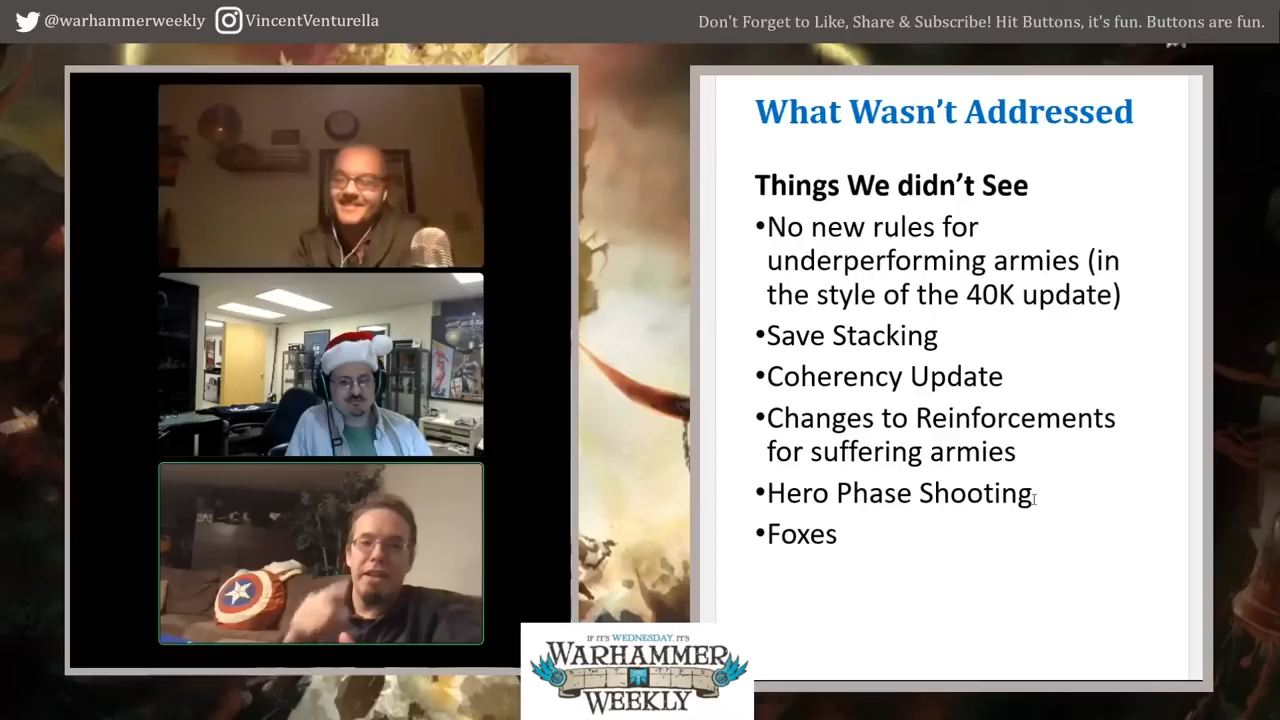 @warhammerweekly VincentVenturella
Don't Forget to Like, Share & Subscribe! Hit Buttons, it's fun. Buttons are fun.
What Wasn't Addressed
Things We didn't See
•No new rules for
underperforming armies (in
the style of the 40K update)
•Save Stacking
•Coherency Update
•Changes to Reinforcements
for suffering armies
•Hero Phase Shooting
•Foxes
IF IT'S WEDNESDAY, IT'S
WARHAMMER
WEEKLY